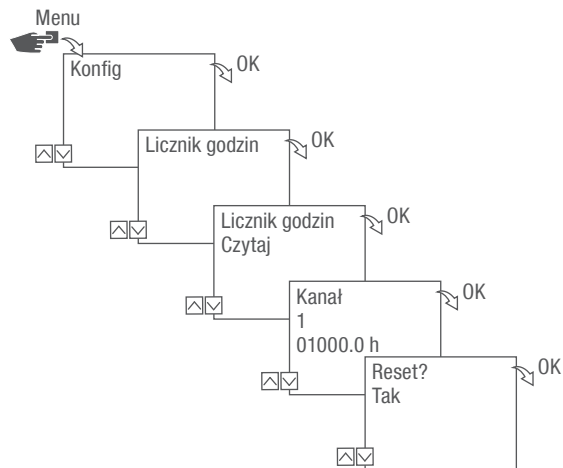 Menu
Konfig
OK
Licznik godzin
OK
Licznik godzin
Czytaj
OK
Kanał
1
01000.0 h
OK
Reset?
Tak
OK